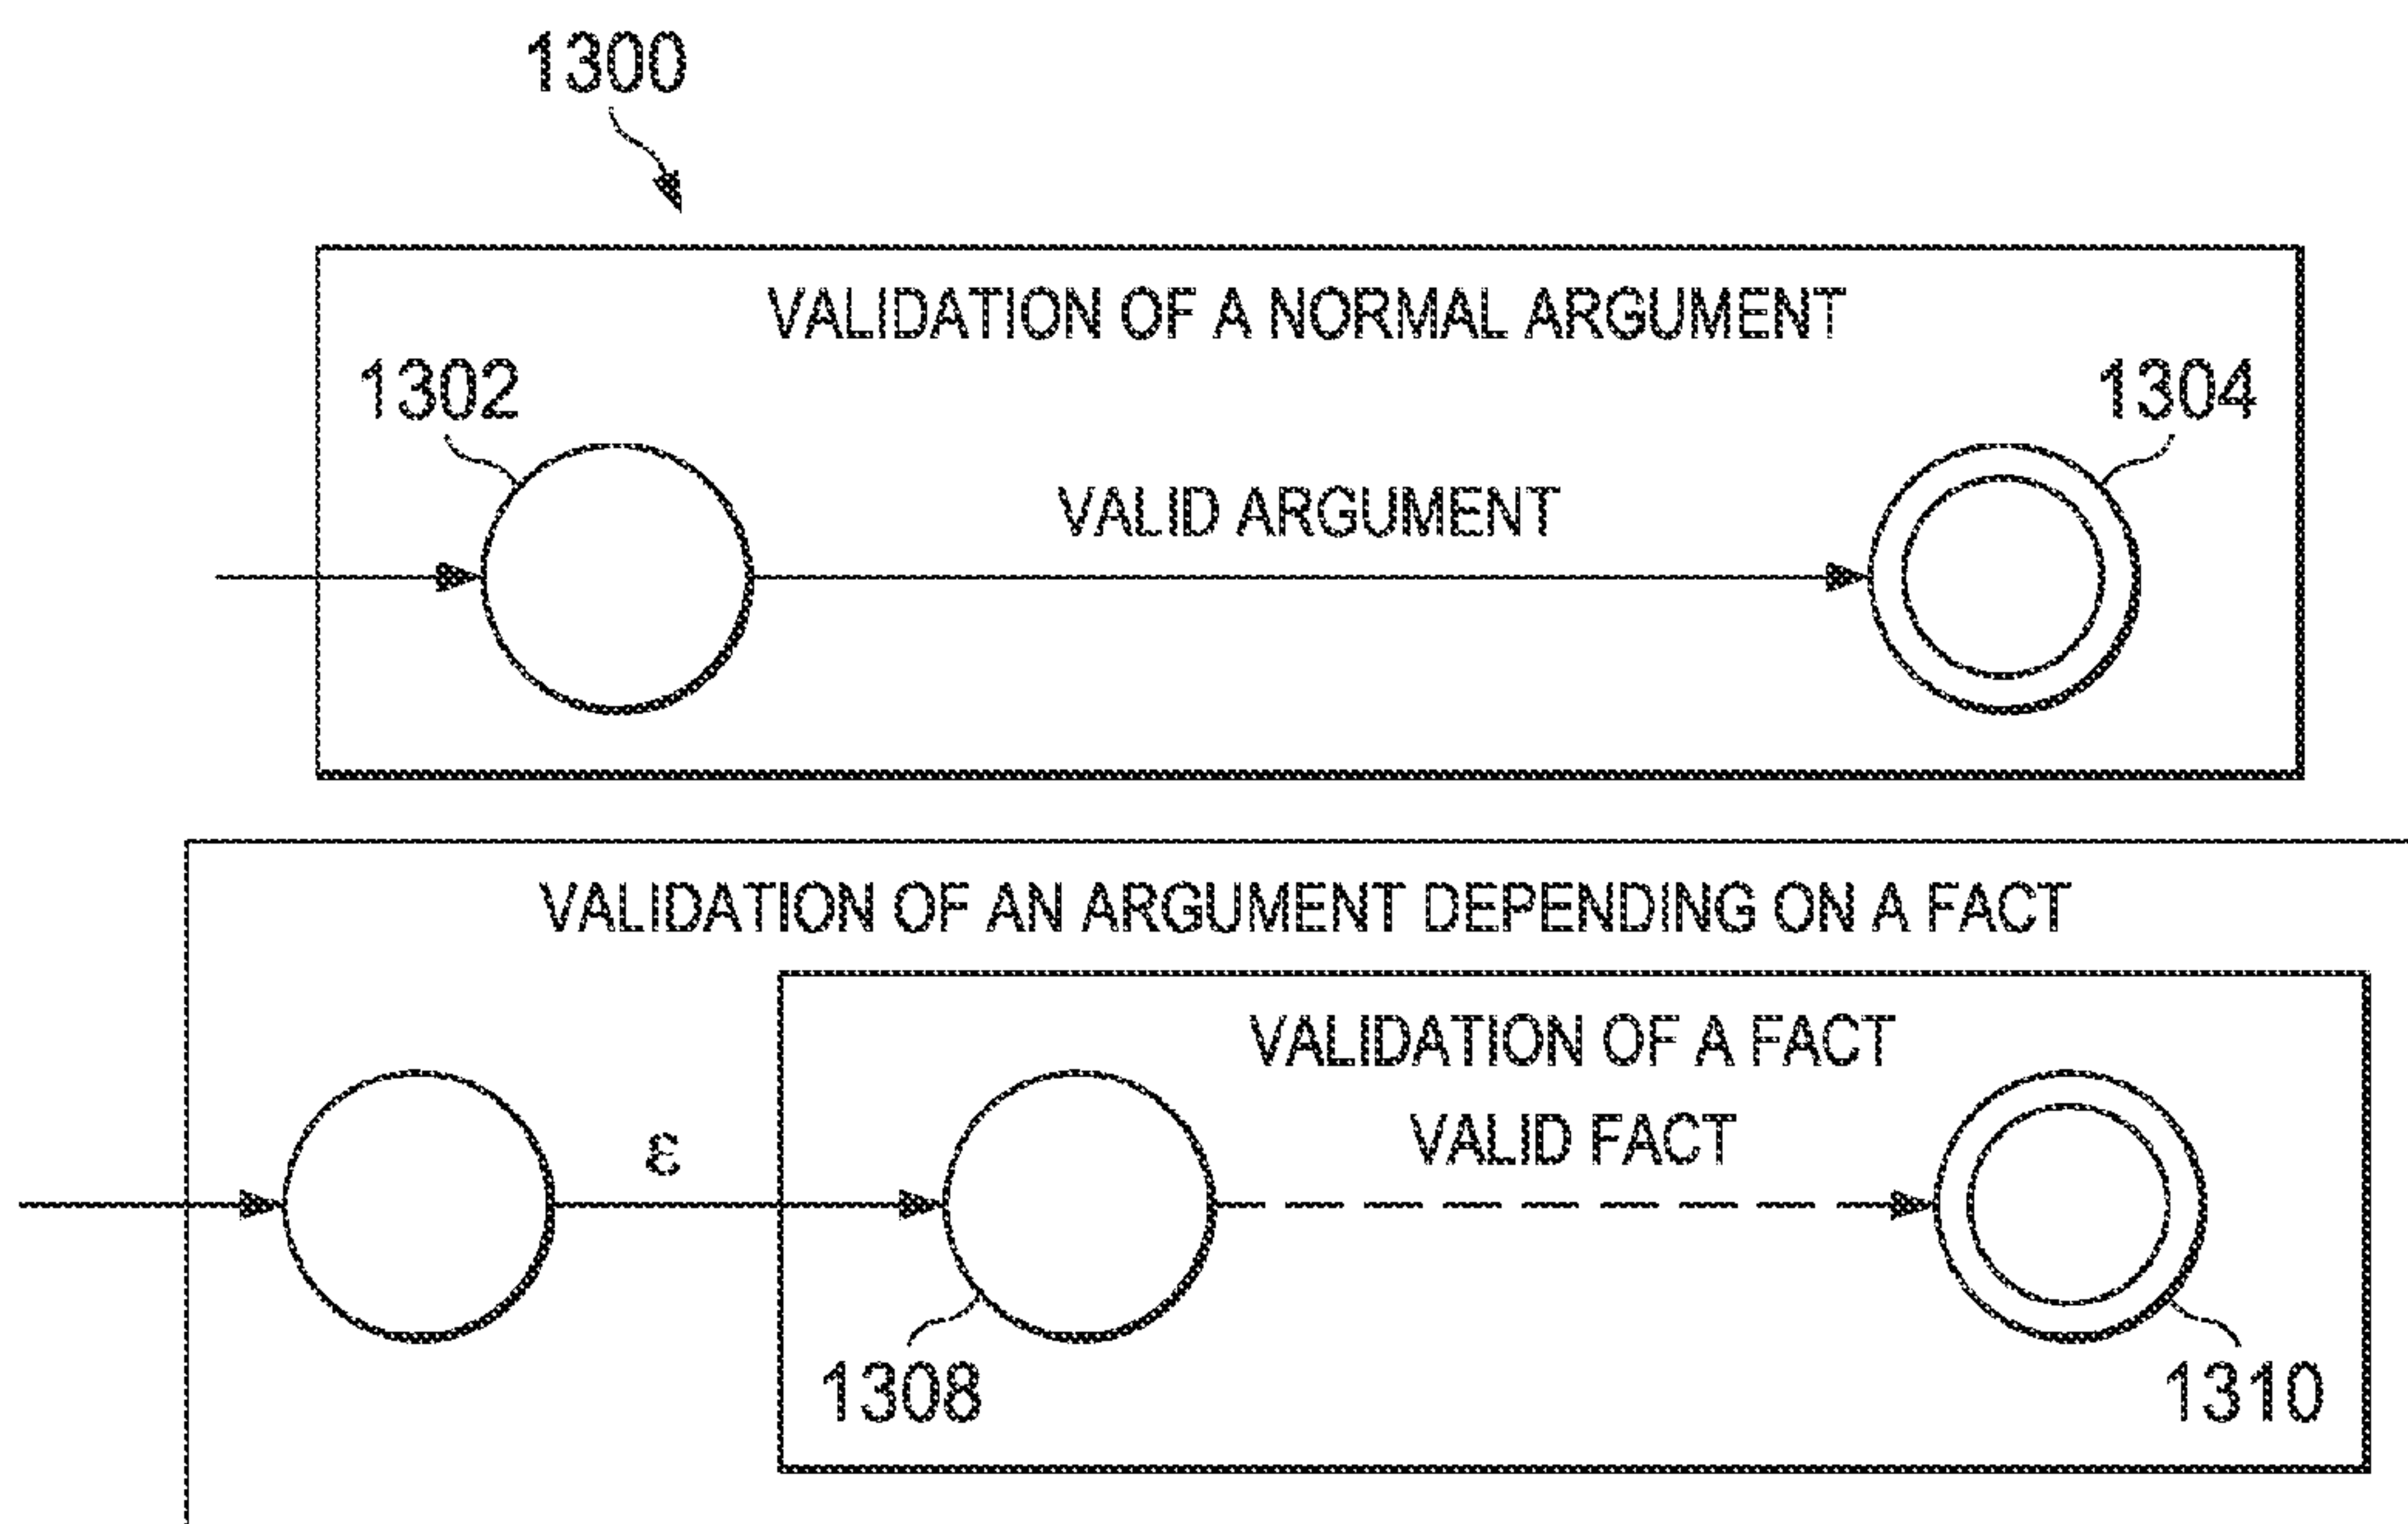 1300
VALIDATION OF A NORMAL ARGUMENT
1302
1304
VALID ARGUMENT
VALIDATION OF AN ARGUMENT DEPENDING ON A FACT
VALIDATION OF A FACT
VALID FACT
ε
1308
1310